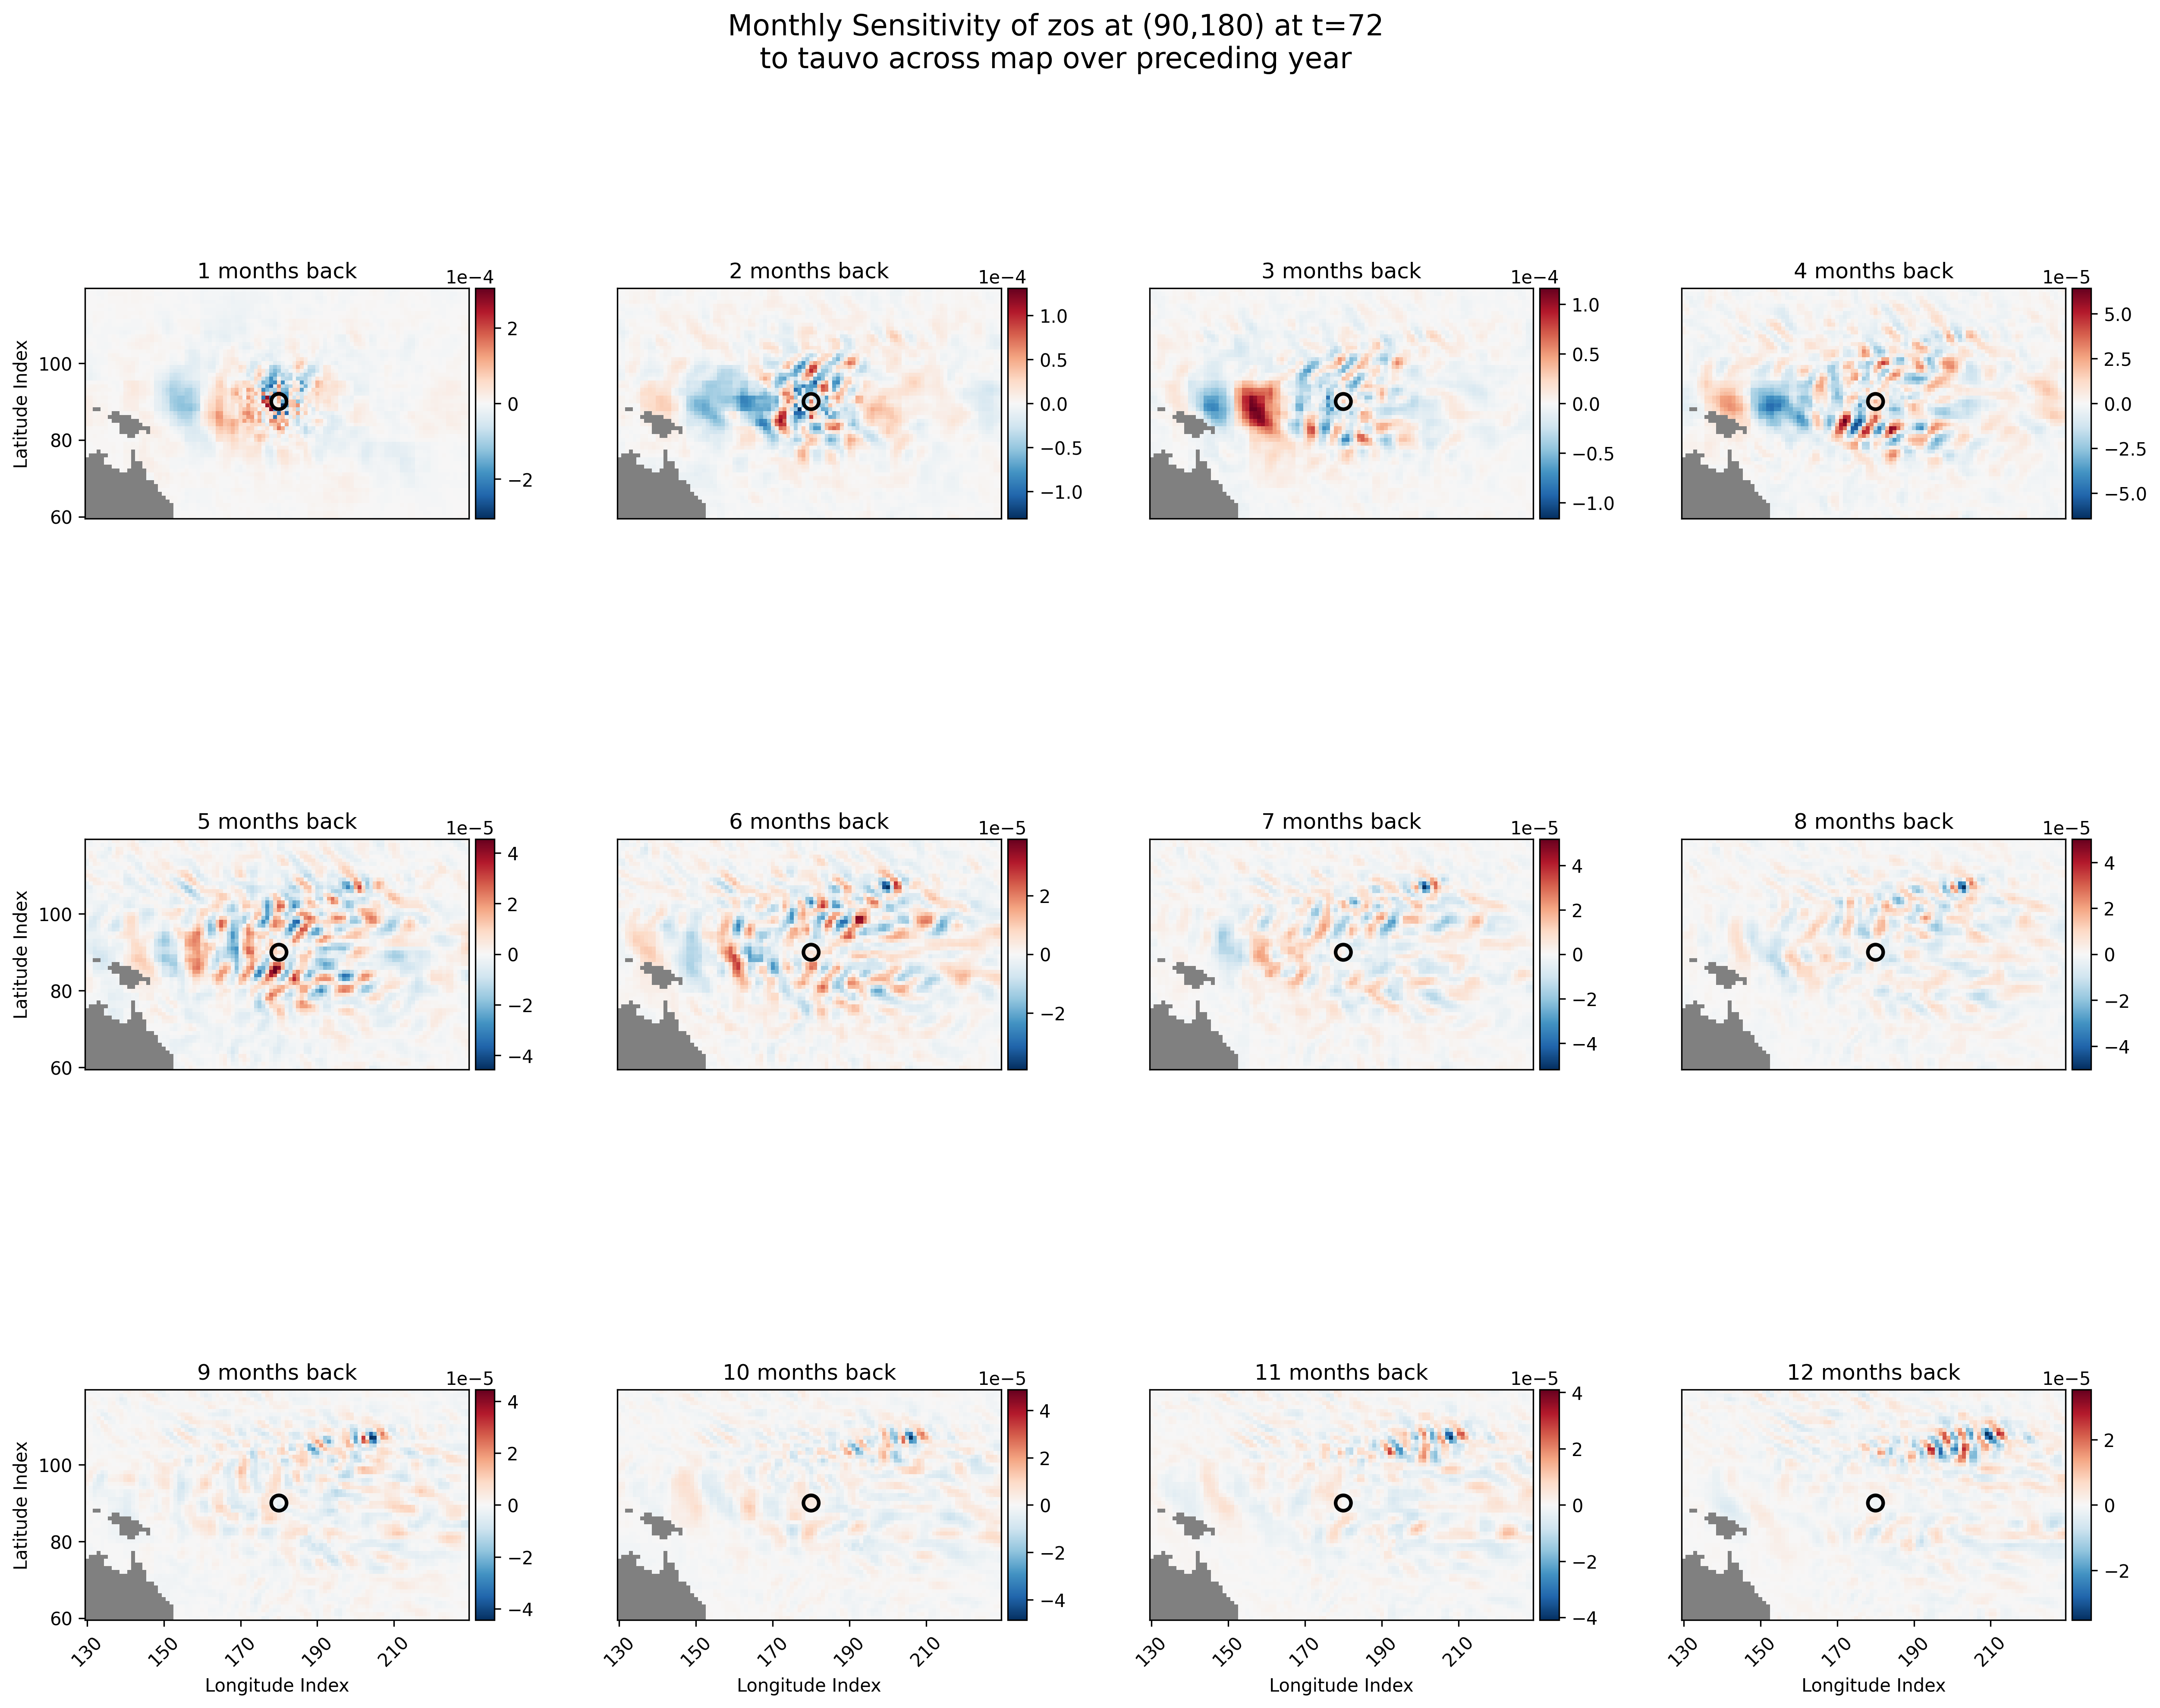 Monthly Sensitivity of zos at (90,180) at t=72
to tauvo across map over preceding year
1 months back
1e−4
2
0
−2
100
80
60
Latitude Index
2 months back
1e−4
1.0
0.5
0.0
−0.5
−1.0
3 months back
1e−4
1.0
0.5
0.0
−0.5
−1.0
4 months back
1e−5
5.0
2.5
0.0
−2.5
−5.0
5 months back
1e−5
4
2
0
−2
−4
100
80
60
Latitude Index
6 months back
1e−5
2
0
−2
7 months back
1e−5
4
2
0
−2
−4
8 months back
1e−5
4
2
0
−2
−4
9 months back
1e−5
4
2
0
−2
−4
100
80
60
Latitude Index
130
150
170
190
210
Longitude Index
10 months back
1e−5
4
2
0
−2
−4
130
150
170
190
210
Longitude Index
11 months back
1e−5
4
2
0
−2
−4
130
150
170
190
210
Longitude Index
12 months back
1e−5
2
0
−2
130
150
170
190
210
Longitude Index